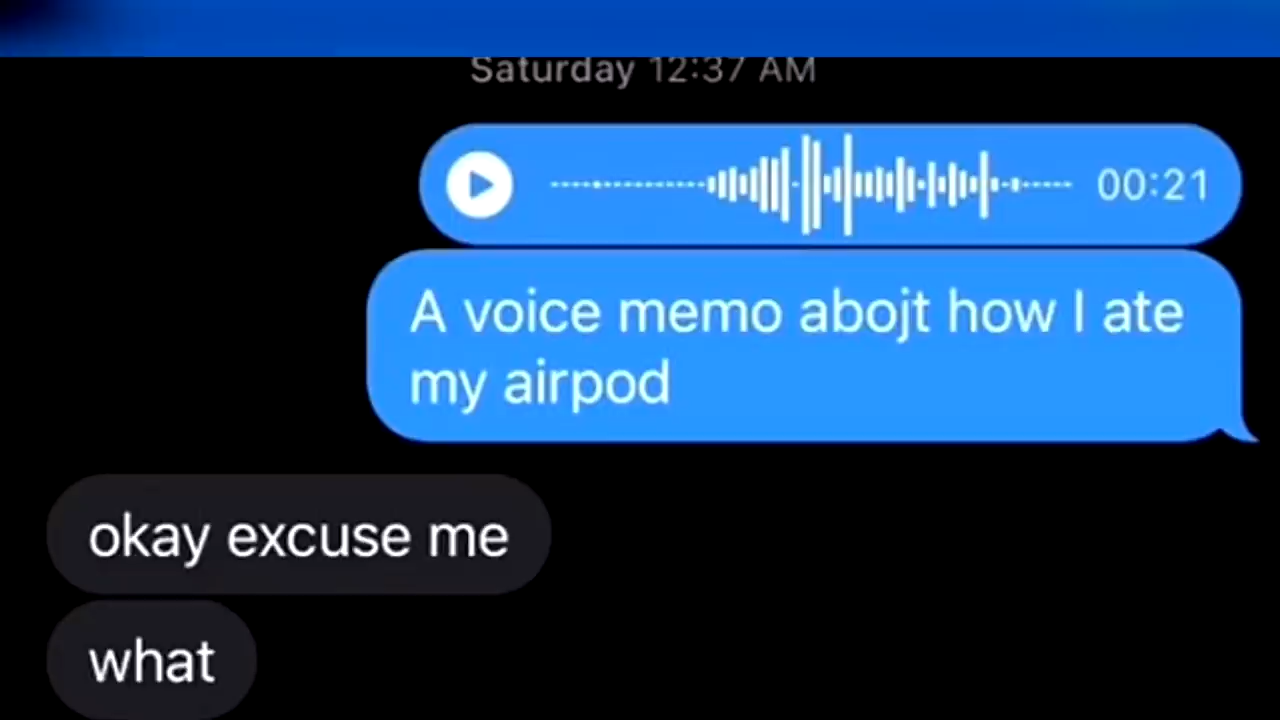 Saturday 12:37 AM
00:21
A voice memo abojt how I ate
my airpod
okay excuse me
what